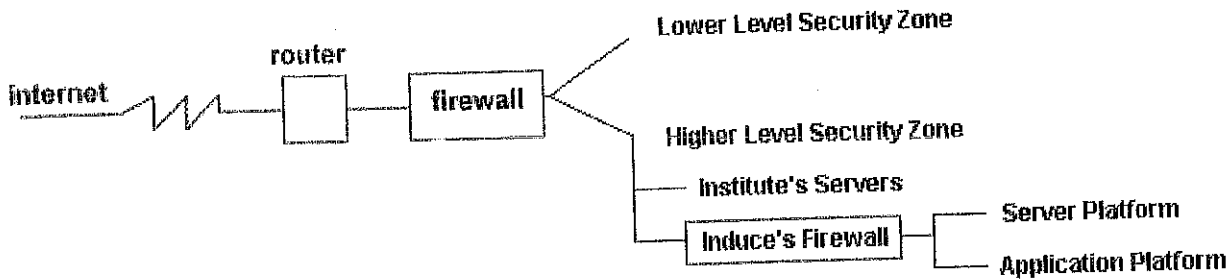 Lower Level Security Zone
router
internet
firewall
Higher Level Security Zone
Institute's Servers
Server Platform
Induce's Firewall
Application Platform